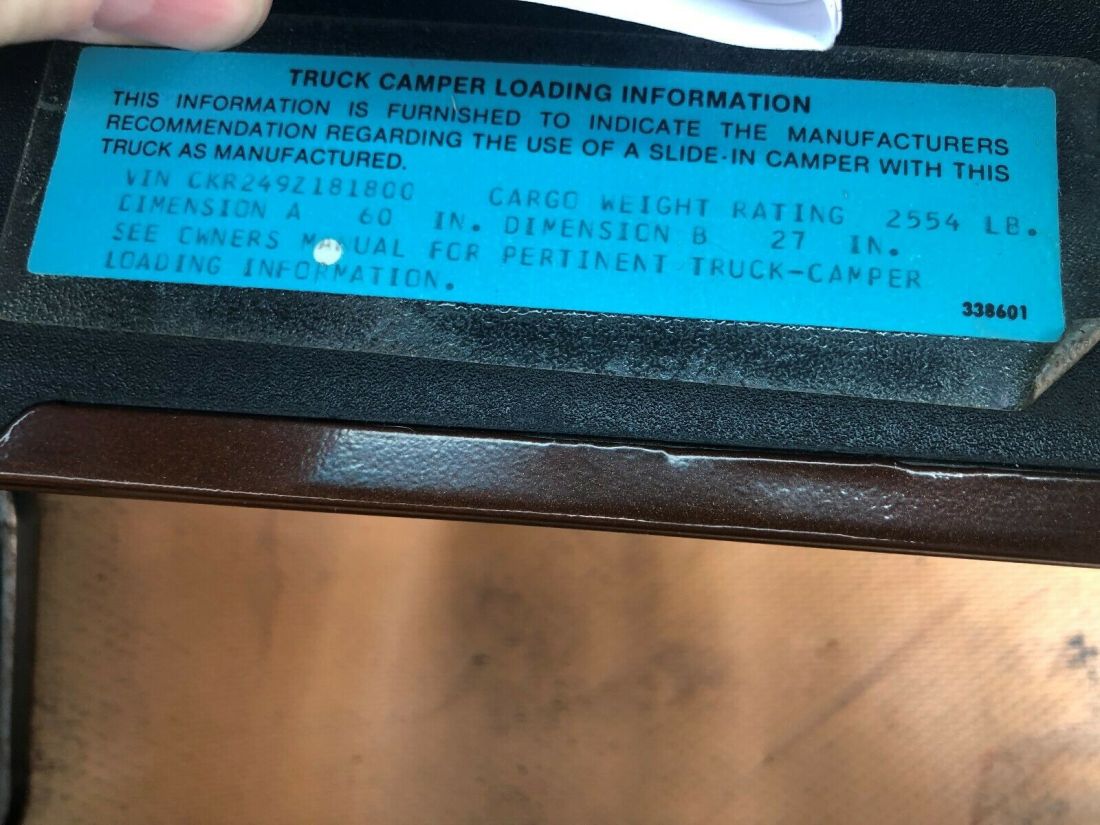 TRUCK CAMPER LOADING INFORMATION
THIS INFORMATION IS FURNISHED TO INDICATE THE MANUFACTURERS
RECOMMENDATION REGARDING THE USE OF A SLIDE-IN CAMPER WITH THIS
TRUCK AS MANUFACTURED.
VIN CKR249Z181800 CARGO WEIGHT RATING 2554 LB.
DIMENSION A 60 IN. DIMENSION B 27 IN.
SEE OWNERS MANUAL FOR PERTINENT TRUCK-CAMPER
LOADING INFORMATION.
338601